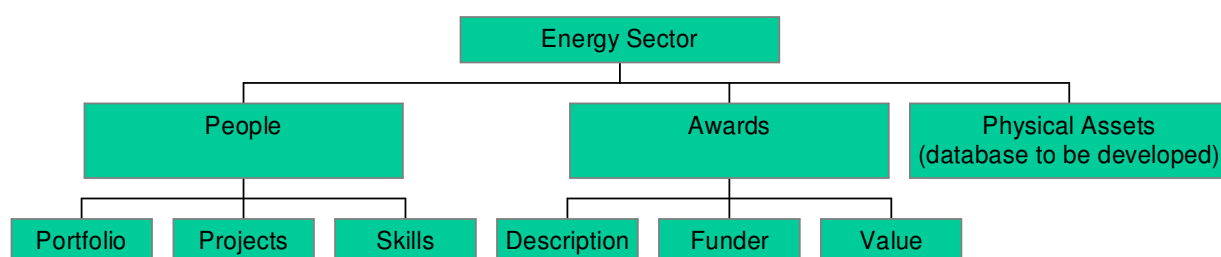 Energy Sector
People
Awards
Physical Assets
(database to be developed)
Portfolio
Projects
Skills
Description
Funder
Value